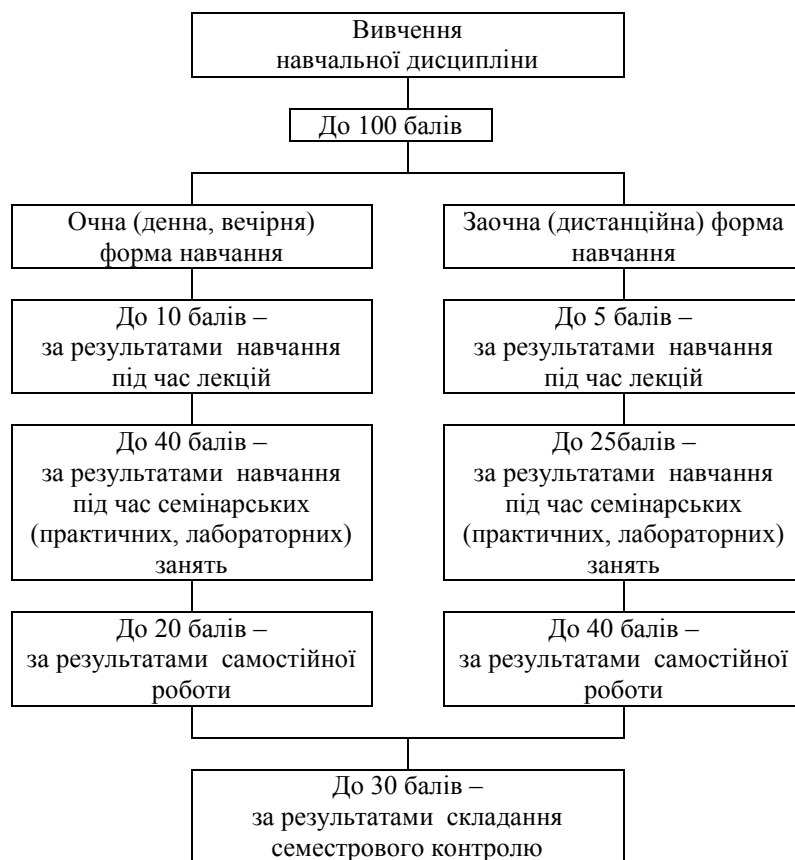 Вивчення
навчальної дисципліни
До 100 балів
Очна (денна, вечірня)
форма навчання
До 10 балів –
за результатами навчання
під час лекцій
До 40 балів –
за результатами навчання
під час семінарських
(практичних, лабораторних)
занять
До 20 балів –
за результатами самостійної
роботи
Заочна (дистанційна) форма
навчання
До 5 балів –
за результатами навчання
під час лекцій
До 25балів –
за результатами навчання
під час семінарських
(практичних, лабораторних)
занять
До 40 балів –
за результатами самостійної
роботи
До 30 балів –
за результатами складання
семестрового контролю